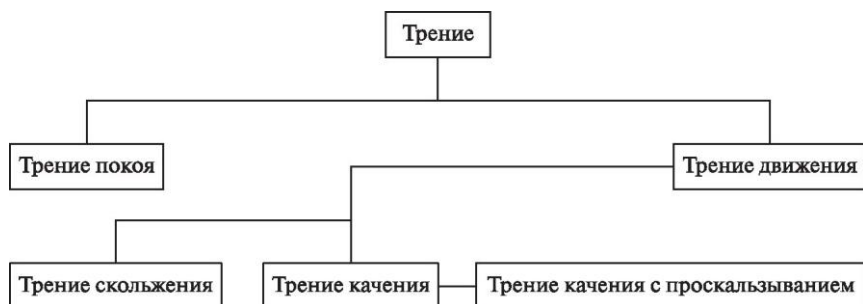 Трение
Трение покоя
Трение движения
Трение скольжения
Трение качения
Трение качения с проскальзыванием